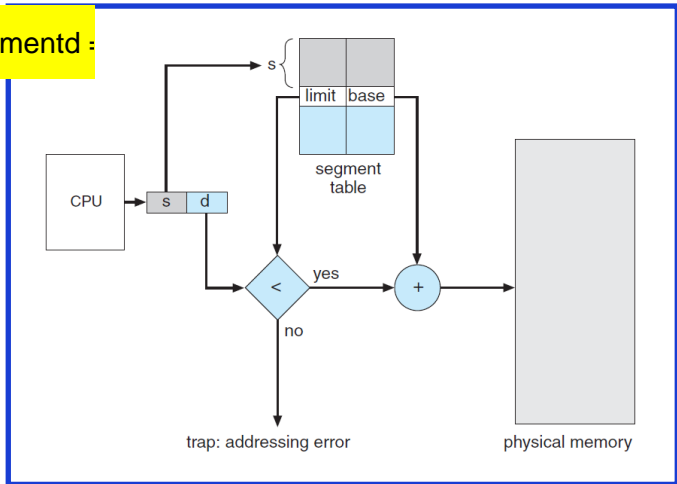 mentd =
s
limit base
segment
table
CPU
s d
<
yes
+
no
trap: addressing error
physical memory